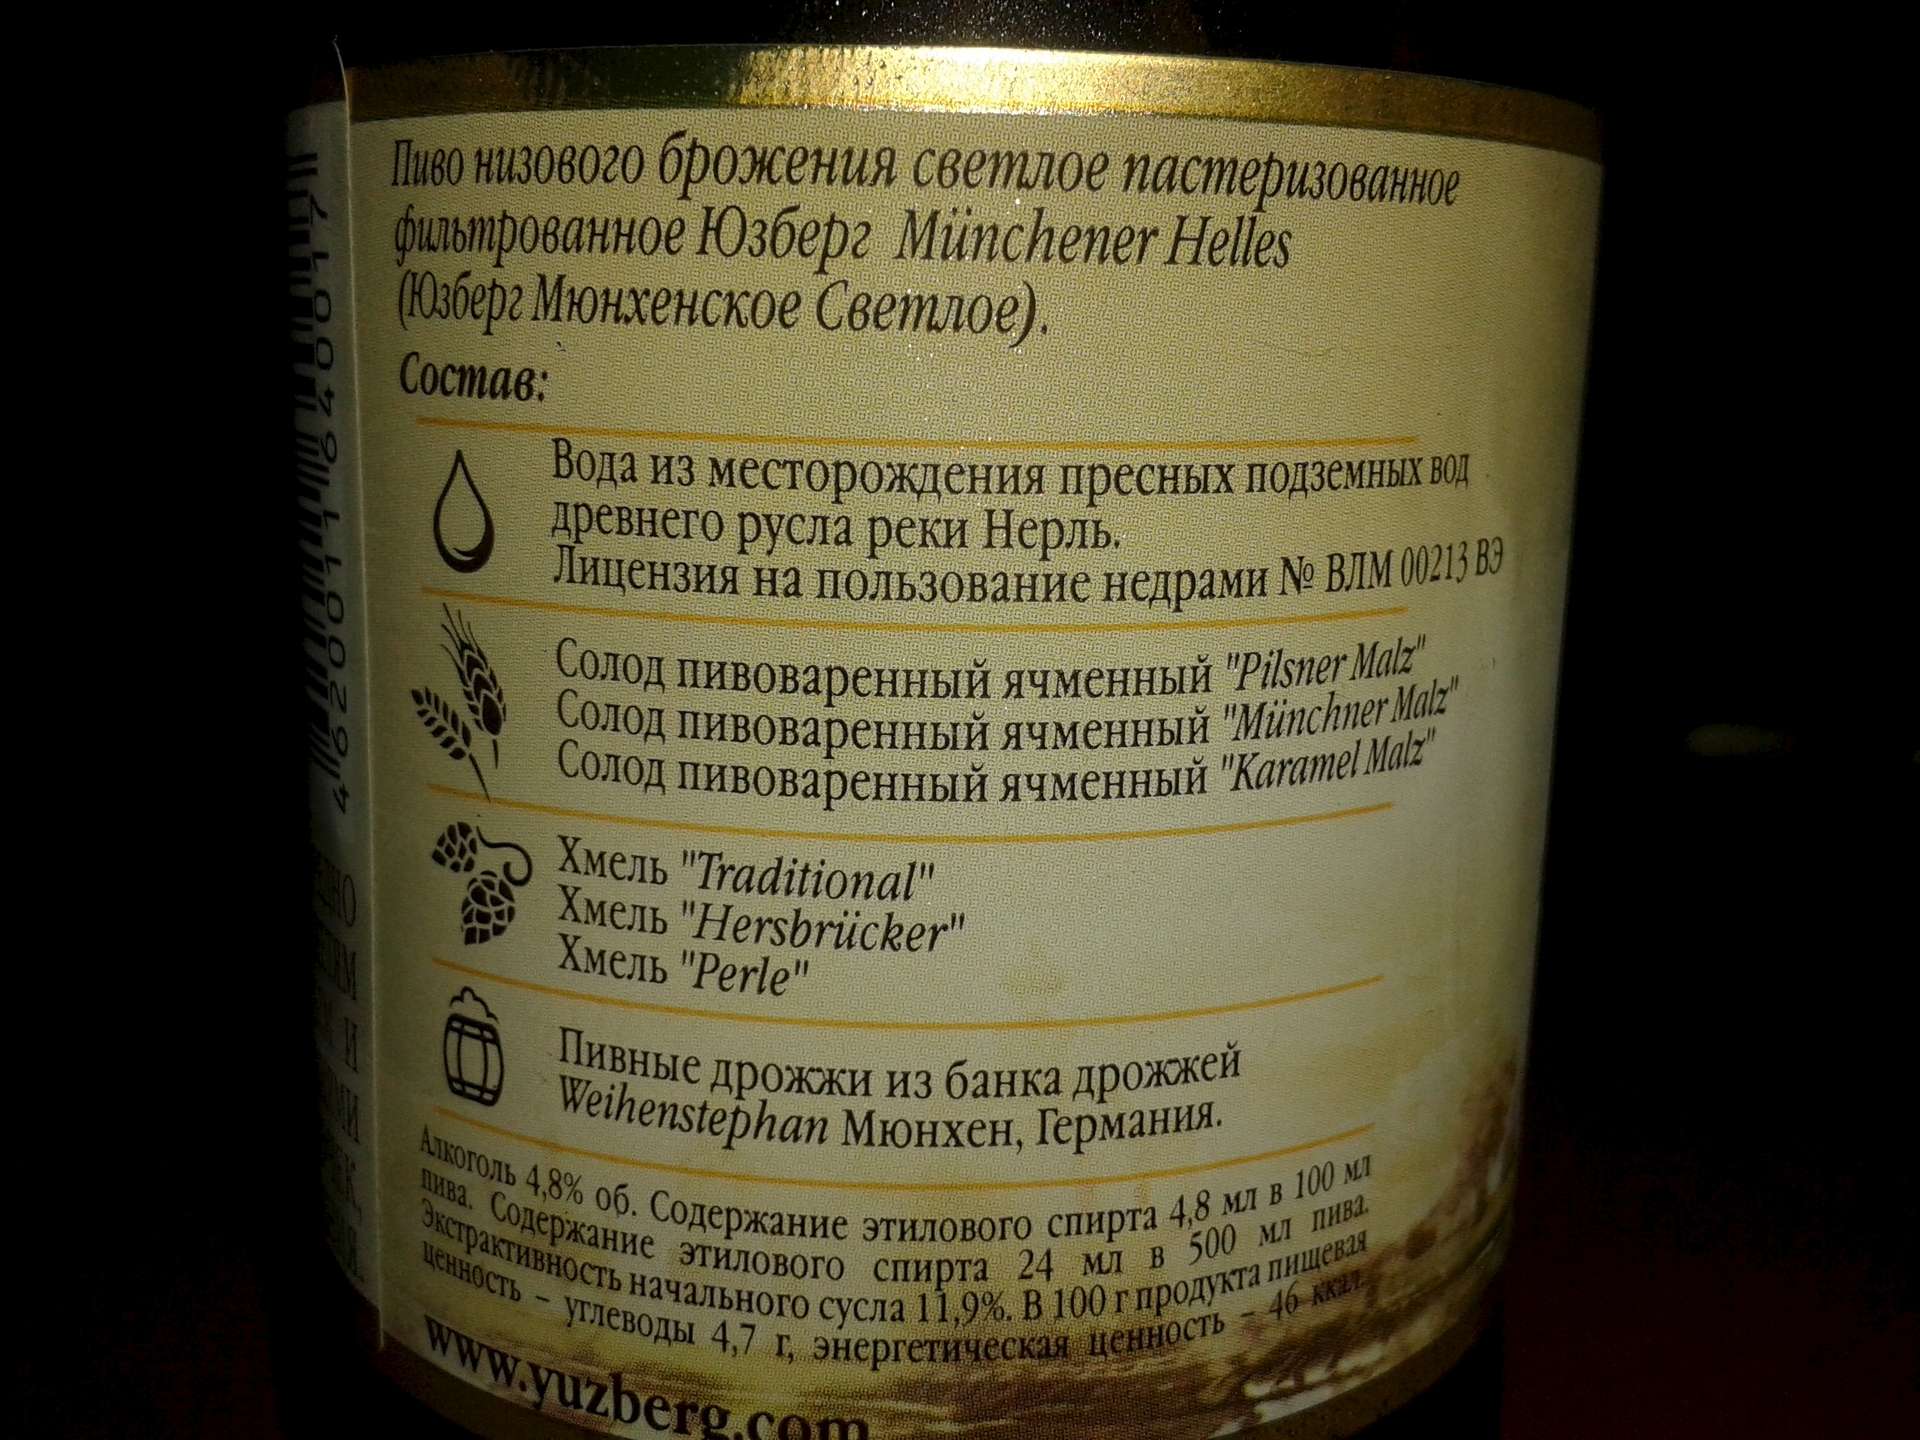 Пиво низового брожения светлое пастеризованное
фильтрованное Юзберг Münchener Helles
(Юзберг Мюнхенское Светлое).
Состав:
Вода из месторождения пресных подземных вод
древнего русла реки Нерль.
Лицензия на пользование недрами № ВЛМ 00213 ВЭ
Солод пивоваренный ячменный "Pilsner Malz"
Солод пивоваренный ячменный "Münchner Malz"
Солод пивоваренный ячменный "Karamel Malz"
Хмель "Traditional"
Хмель "Hersbrücker"
Хмель "Perle"
Пивные дрожжи из банка дрожжей
Weihenstephan Мюнхен, Германия.
Алкоголь 4,8% об. Содержание этилового спирта 4,8 мл в 100 мл
пива. Содержание этилового спирта 24 мл в 500 мл пива.
Экстрактивность начального сусла 11,9%. В 100 г продукта пищевая
ценность – углеводы 4,7 г, энергетическая ценность – 46 ккал.
www.yuzberg.com